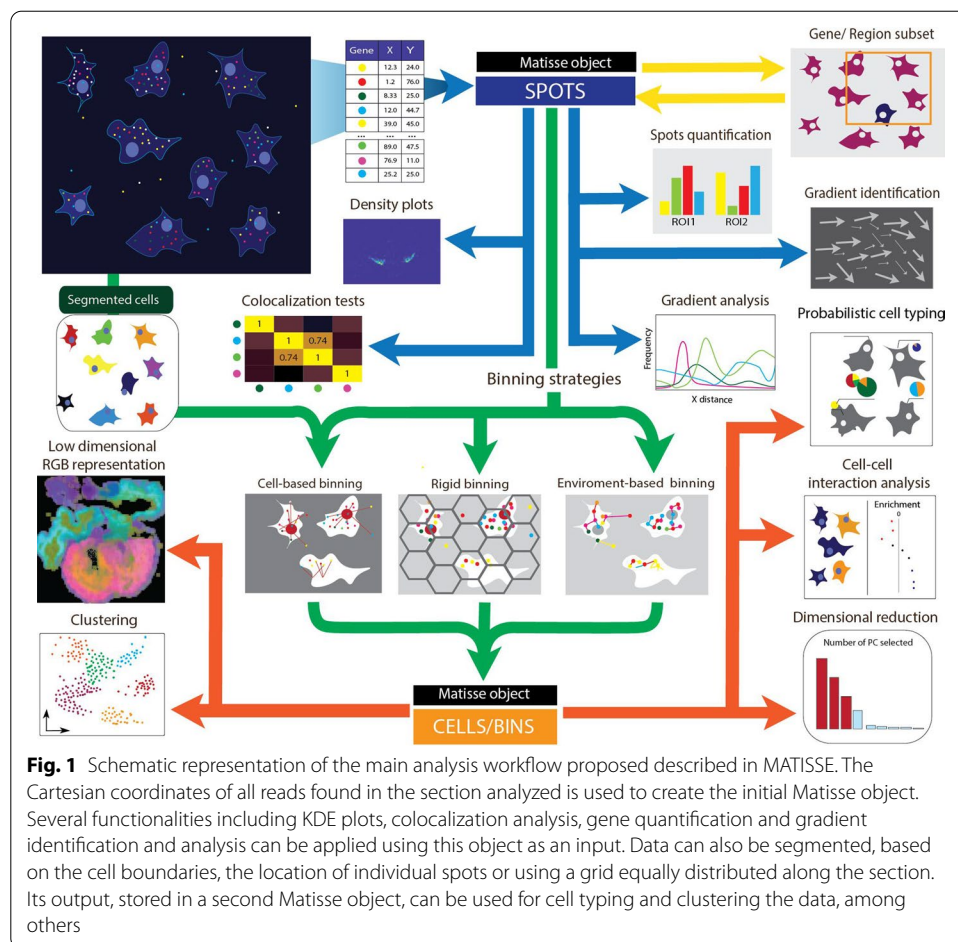 Gene X Y
12.3 24.0
1.2 76.0
8.33 25.0
12.0 44.7
39.0 45.0
... ... ...
89.0 47.5
76.9 11.0
25.2 25.0
Matisse object
SPOTS
Gene/ Region subset
Spots quantification
ROI1 ROI2
Gradient identification
Density plots
Segmented cells
Colocalization tests
1
1 0.74
0.74 1
1
Gradient analysis
Frequency
X distance
Probabilistic cell typing
Binning strategies
Low dimensional
RGB representation
Cell-based binning
Rigid binning
Enviroment-based binning
Cell-cell
interaction analysis
Enrichment
0
Clustering
Dimensional reduction
Number of PC selected
Matisse object
CELLS/BINS
Fig. 1 Schematic representation of the main analysis workflow proposed described in MATISSE. The
Cartesian coordinates of all reads found in the section analyzed is used to create the initial Matisse object.
Several functionalities including KDE plots, colocalization analysis, gene quantification and gradient
identification and analysis can be applied using this object as an input. Data can also be segmented, based
on the cell boundaries, the location of individual spots or using a grid equally distributed along the section.
Its output, stored in a second Matisse object, can be used for cell typing and clustering the data, among
others